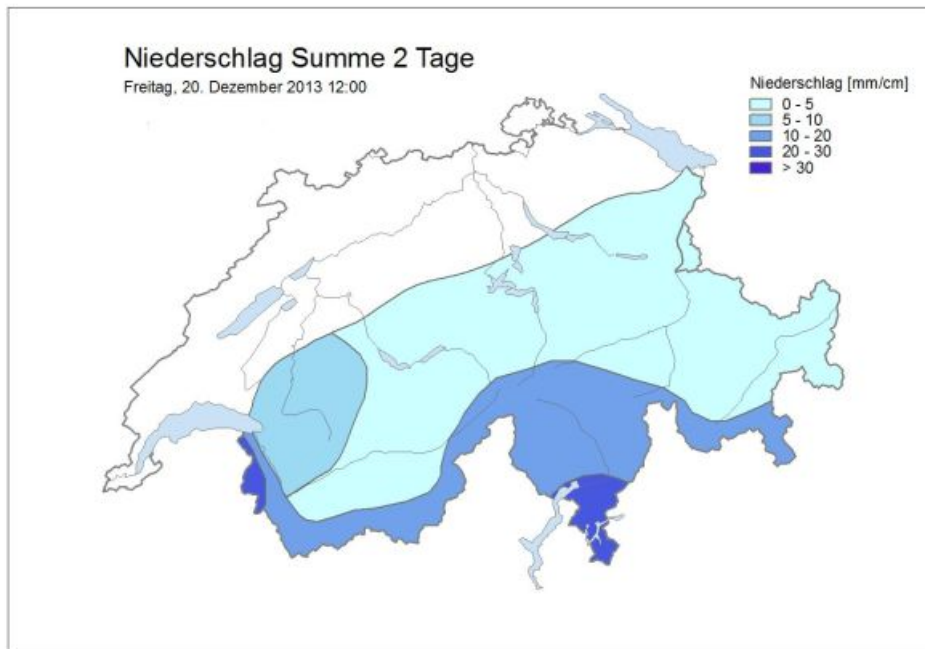 Niederschlag Summe 2 Tage
Freitag, 20. Dezember 2013 12:00
Niederschlag [mm/cm]
0 - 5
5 - 10
10 - 20
20 - 30
> 30